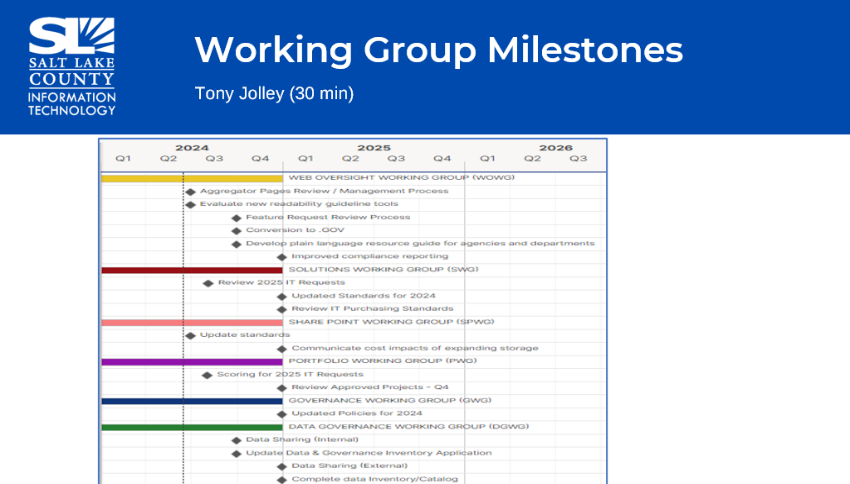 SL
SALT LAKE
COUNTY
INFORMATION
TECHNOLOGY
Working Group Milestones
Tony Jolley (30 min)
2024 2025 2026
Q1 Q2 Q3 Q4 Q1 Q2 Q3 Q4 Q1 Q2 Q3
WEB OVERSIGHT WORKING GROUP (WOWG)
Aggregator Pages Review / Management Process
Evaluate new readability guideline tools
Feature Request Review Process
Conversion to .GOV
Develop plain language resource guide for agencies and departments
Improved compliance reporting
SOLUTIONS WORKING GROUP (SWG)
Review 2025 IT Requests
Updated Standards for 2024
Review IT Purchasing Standards
SHARE POINT WORKING GROUP (SPWG)
Update standards
Communicate cost impacts of expanding storage
PORTFOLIO WORKING GROUP (PWG)
Scoring for 2025 IT Requests
Review Approved Projects - Q4
GOVERNANCE WORKING GROUP (GWG)
Updated Policies for 2024
DATA GOVERNANCE WORKING GROUP (DGWG)
Data Sharing (Internal)
Update Data & Governance Inventory Application
Data Sharing (External)
Complete data Inventory/Catalog